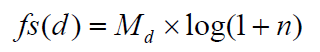 fs(d) = M_d × log(1 + n)